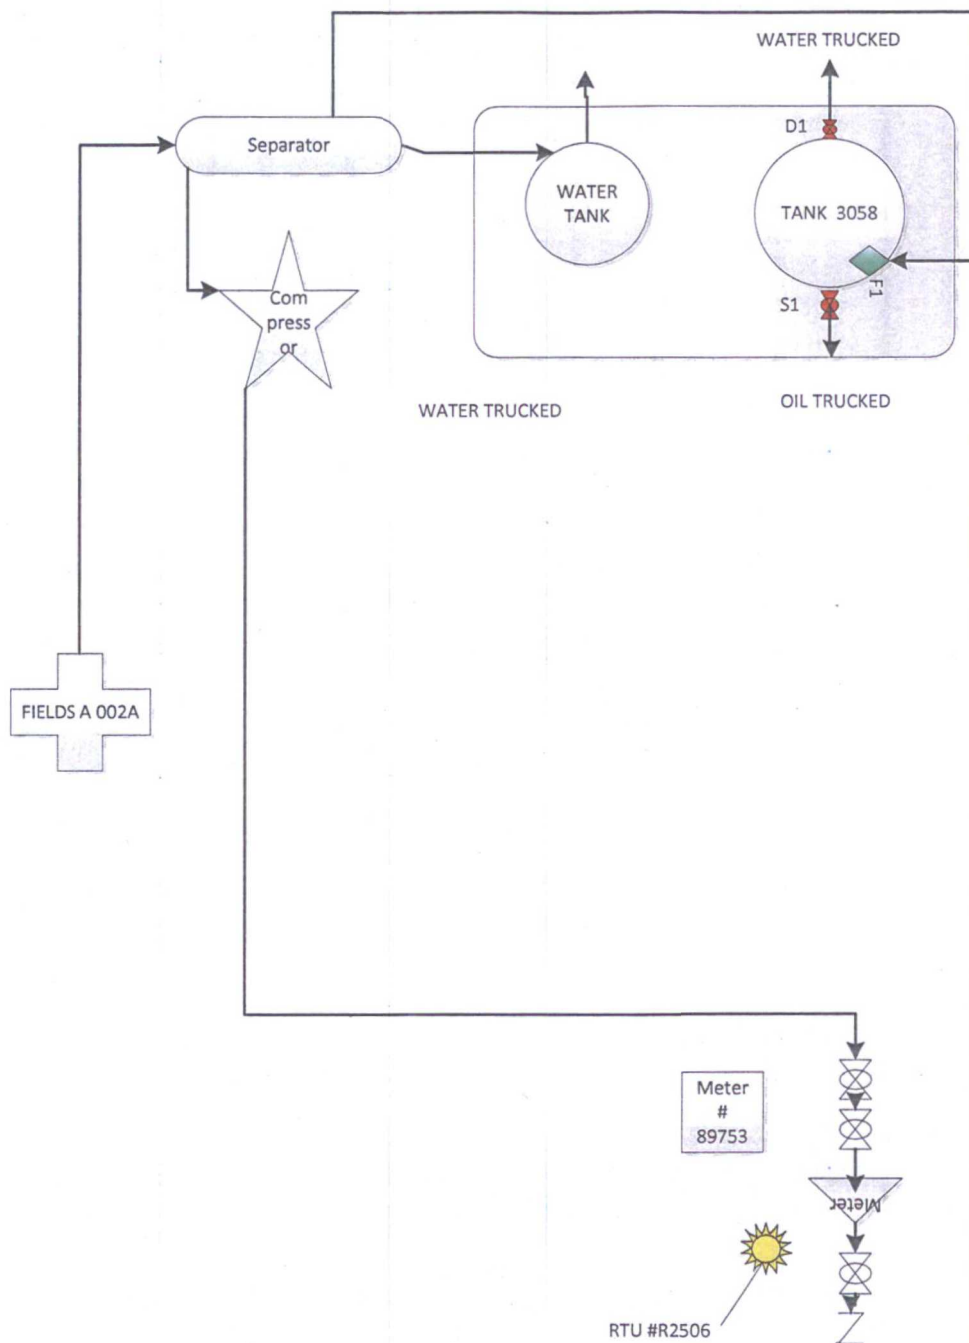 WATER TRUCKED
D1
Separator
WATER
TANK
TANK 3058
F1
S1
Com
press
or
WATER TRUCKED
OIL TRUCKED
FIELDS A 002A
Meter
#
89753
Meter
RTU #R2506